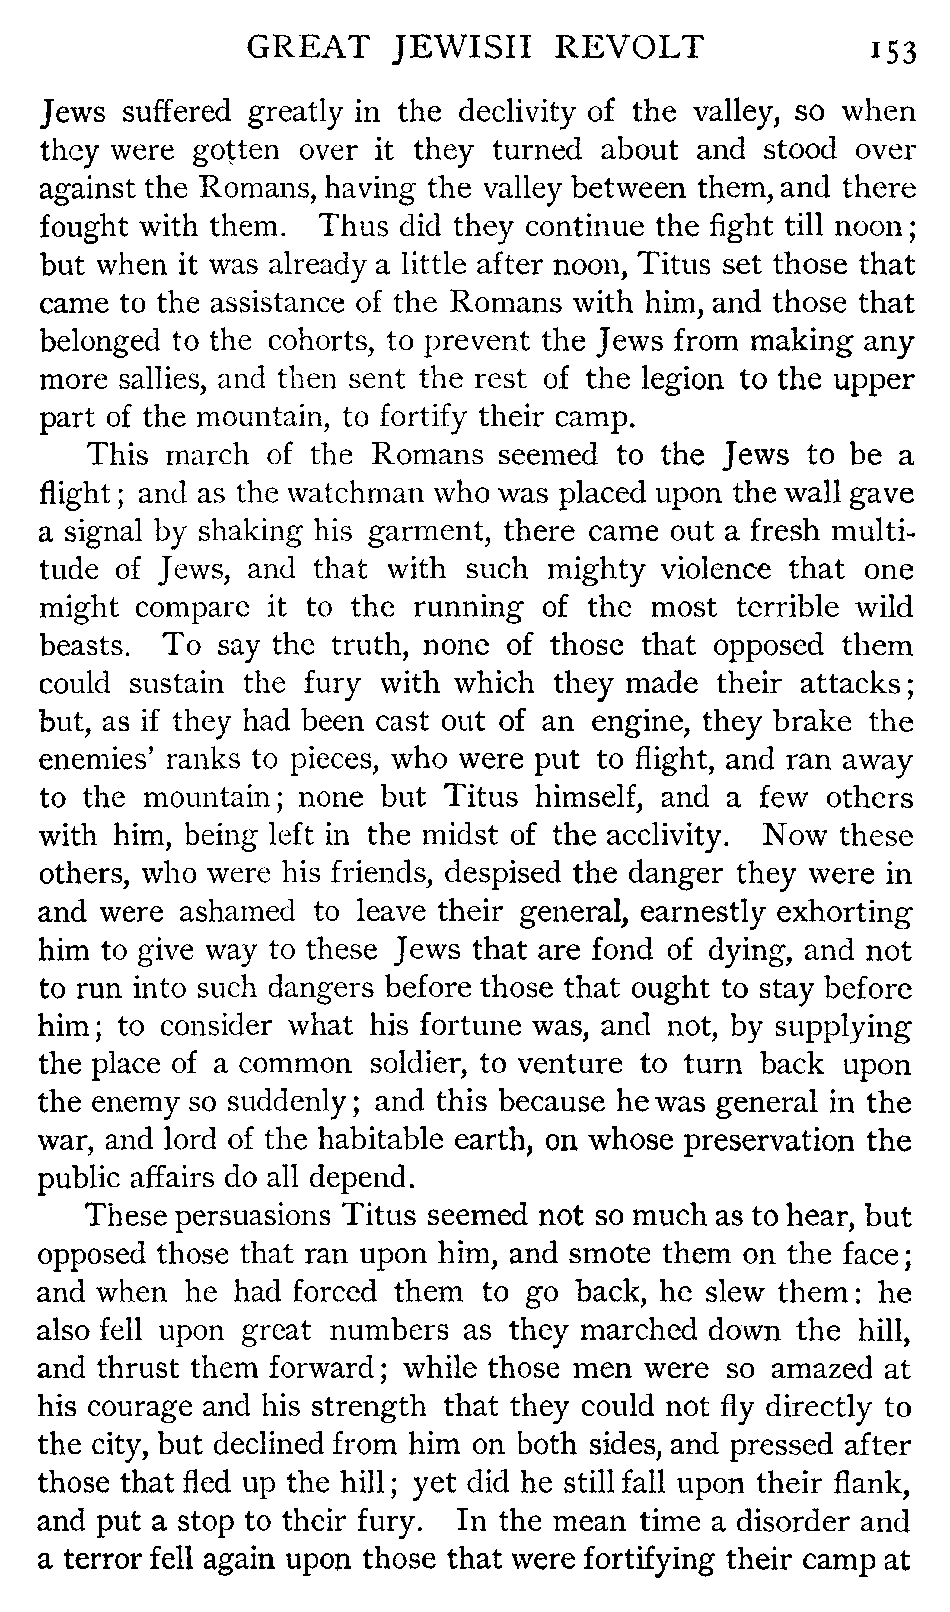 GREAT JEWISH REVOLT 153
Jews suffered greatly in the declivity of the valley, so when
they were gotten over it they turned about and stood over
against the Romans, having the valley between them, and there
fought with them. Thus did they continue the fight till noon;
but when it was already a little after noon, Titus set those that
came to the assistance of the Romans with him, and those that
belonged to the cohorts, to prevent the Jews from making any
more sallies, and then sent the rest of the legion to the upper
part of the mountain, to fortify their camp.
This march of the Romans seemed to the Jews to be a
flight; and as the watchman who was placed upon the wall gave
a signal by shaking his garment, there came out a fresh multi-
tude of Jews, and that with such mighty violence that one
might compare it to the running of the most terrible wild
beasts. To say the truth, none of those that opposed them
could sustain the fury with which they made their attacks;
but, as if they had been cast out of an engine, they brake the
enemies' ranks to pieces, who were put to flight, and ran away
to the mountain; none but Titus himself, and a few others
with him, being left in the midst of the acclivity. Now these
others, who were his friends, despised the danger they were in
and were ashamed to leave their general, earnestly exhorting
him to give way to these Jews that are fond of dying, and not
to run into such dangers before those that ought to stay before
him; to consider what his fortune was, and not, by supplying
the place of a common soldier, to venture to turn back upon
the enemy so suddenly; and this because he was general in the
war, and lord of the habitable earth, on whose preservation the
public affairs do all depend.
These persuasions Titus seemed not so much as to hear, but
opposed those that ran upon him, and smote them on the face;
and when he had forced them to go back, he slew them: he
also fell upon great numbers as they marched down the hill,
and thrust them forward; while those men were so amazed at
his courage and his strength that they could not fly directly to
the city, but declined from him on both sides, and pressed after
those that fled up the hill; yet did he still fall upon their flank,
and put a stop to their fury. In the mean time a disorder and
a terror fell again upon those that were fortifying their camp at